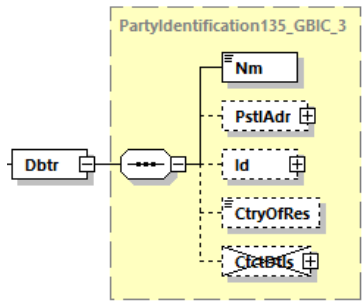 PartyIdentification135_GBIC_3
Nm
PstlAdr
Dbtr
Id
CtryOfRes
CtctDtls